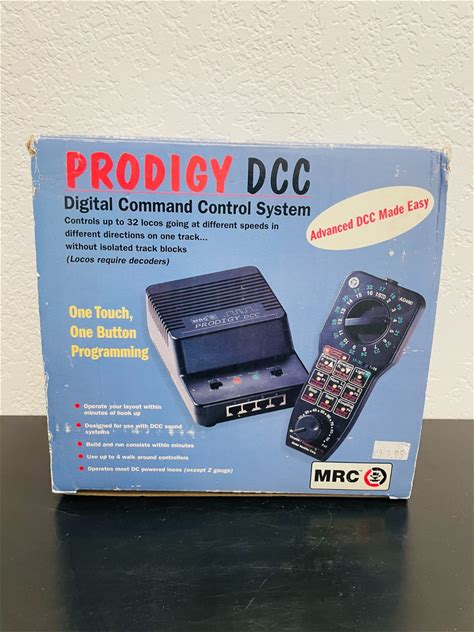 PRODIGY DCC
Digital Command Control System
Controls up to 32 locos going at different speeds in
different directions on one track...
without isolated track blocks
(Locos require decoders)
Advanced DCC Made Easy
One Touch,
One Button
Programming
MRC
PRODIGY DCC
Operate your layout within
minutes of hook up
Designed for use with DCC sound
systems
Build and run consists within minutes
Use up to 4 walk around controllers
Operates most DC powered locos (except Z gauge)
MRC